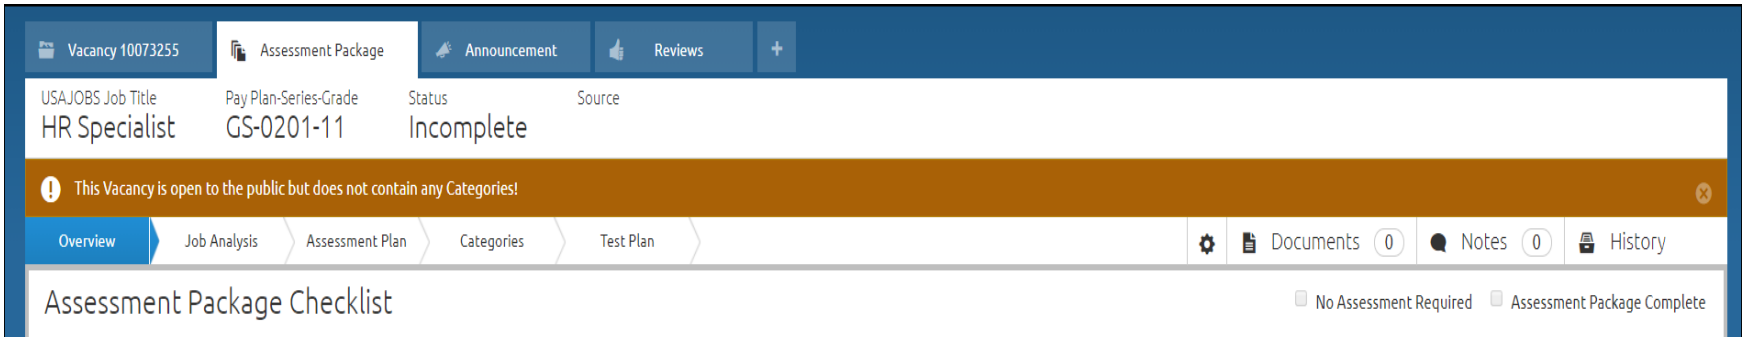 Vacancy 10073255 Assessment Package Announcement Reviews +
USAJOBS Job Title Pay Plan-Series-Grade Status Source
HR Specialist GS-0201-11 Incomplete
This Vacancy is open to the public but does not contain any Categories!
Overview Job Analysis Assessment Plan Categories Test Plan Documents 0 Notes 0 History
Assessment Package Checklist No Assessment Required Assessment Package Complete